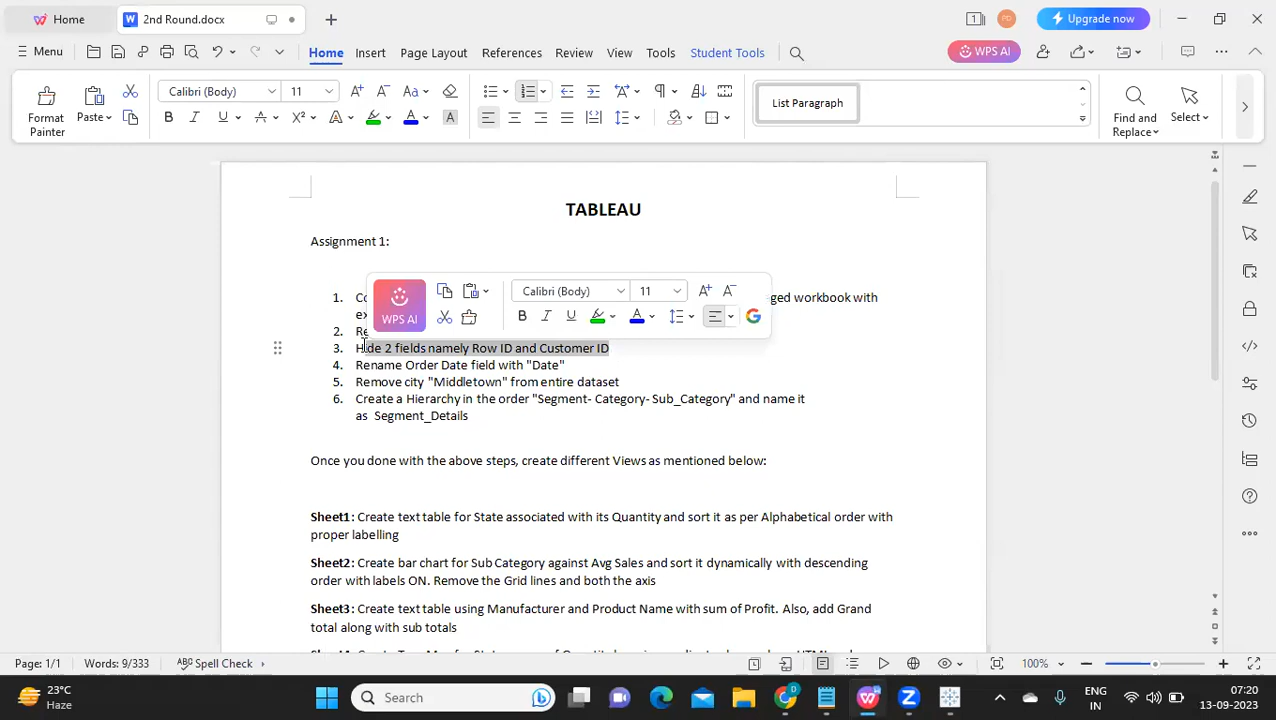 Home
2nd Round.docx
1
PD
Upgrade now
Menu
Home
Insert
Page Layout
References
Review
View
Tools
Student Tools
WPS AI
Format Painter
Paste
Calibri (Body)
11
List Paragraph
Find and Replace
Select
TABLEAU
Assignment 1:
1. ged workbook with
2.
3. Hide 2 fields namely Row ID and Customer ID
4. Rename Order Date field with "Date"
5. Remove city "Middletown" from entire dataset
6. Create a Hierarchy in the order "Segment- Category- Sub_Category" and name it
as Segment_Details
WPS AI
Calibri (Body)
11
Once you done with the above steps, create different Views as mentioned below:
Sheet1: Create text table for State associated with its Quantity and sort it as per Alphabetical order with
proper labelling
Sheet2: Create bar chart for Sub Category against Avg Sales and sort it dynamically with descending
order with labels ON. Remove the Grid lines and both the axis
Sheet3: Create text table using Manufacturer and Product Name with sum of Profit. Also, add Grand
total along with sub totals
Page: 1/1
Words: 9/333
Spell Check
100%
23°C
Haze
Search
ENG
IN
07:20
13-09-2023